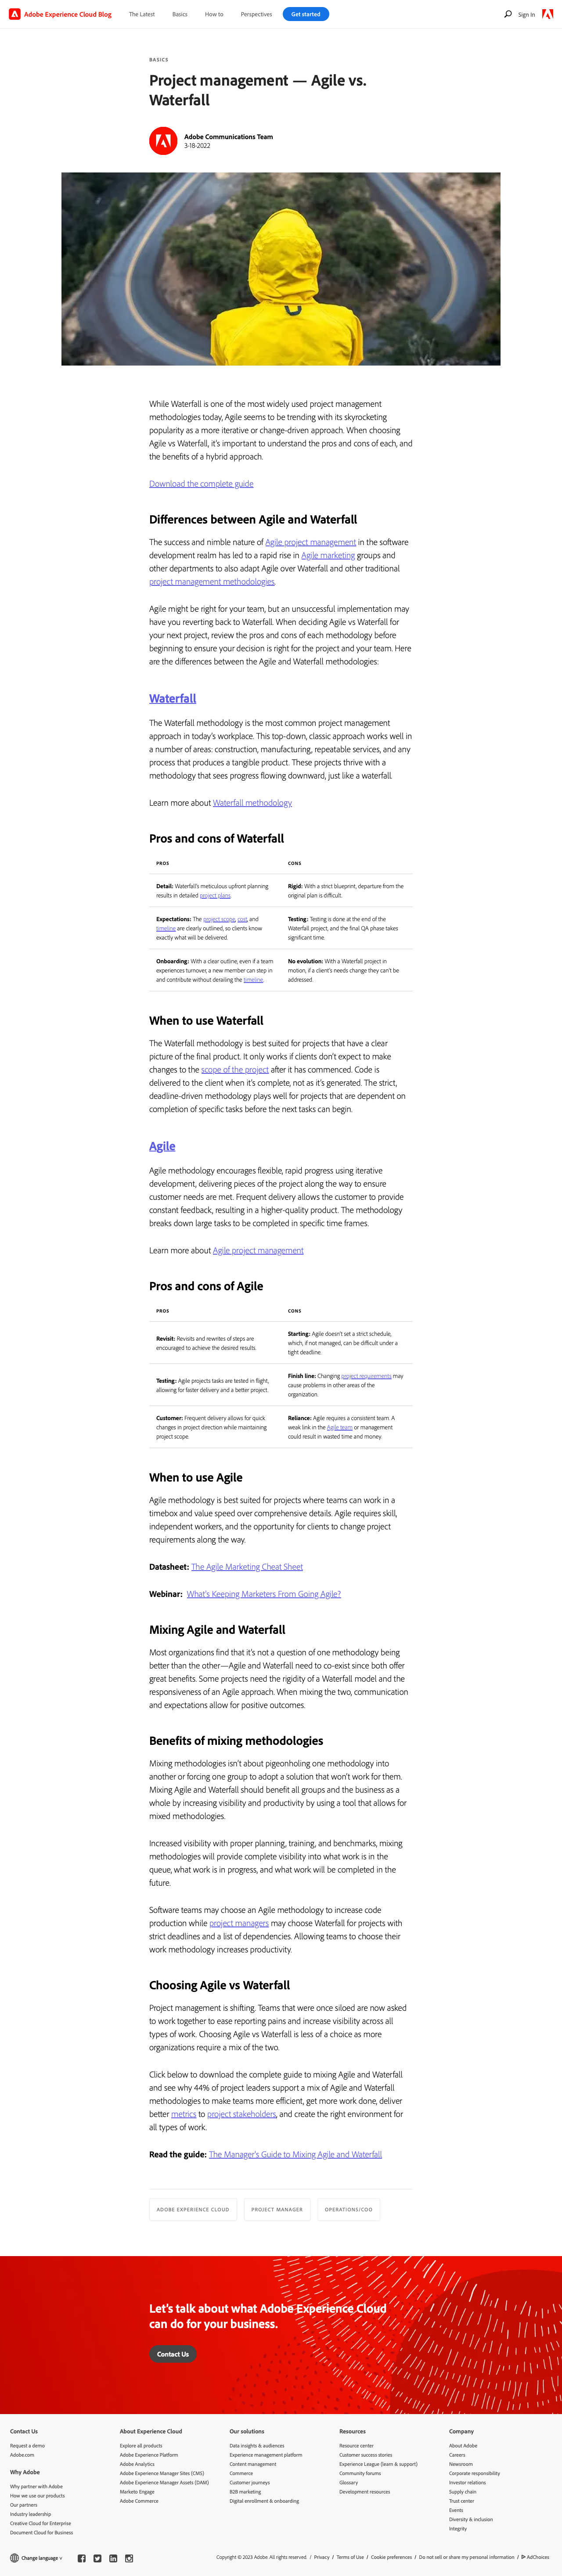 Adobe Experience Cloud Blog
The Latest
Basics
How to
Perspectives
Get started
Sign In
BASICS
Project management — Agile vs.
Waterfall
Adobe Communications Team
3-18-2022
While Waterfall is one of the most widely used project management
methodologies today, Agile seems to be trending with its skyrocketing
popularity as a more iterative or change-driven approach. When choosing
Agile vs Waterfall, it's important to understand the pros and cons of each, and
the benefits of a hybrid approach.
Download the complete guide
Differences between Agile and Waterfall
The success and nimble nature of Agile project management in the software
development realm has led to a rapid rise in Agile marketing groups and
other departments to also adapt Agile over Waterfall and other traditional
project management methodologies.
Agile might be right for your team, but an unsuccessful implementation may
have you reverting back to Waterfall. When deciding Agile vs Waterfall for
your next project, review the pros and cons of each methodology before
beginning to ensure your decision is right for the project and your team. Here
are the differences between the Agile and Waterfall methodologies:
Waterfall
The Waterfall methodology is the most common project management
approach in today's workplace. This top-down, classic approach works well in
a number of areas: construction, manufacturing, repeatable services, and any
process that produces a tangible product. These projects thrive with a
methodology that sees progress flowing downward, just like a waterfall.
Learn more about Waterfall methodology
Pros and cons of Waterfall
PROS
CONS
Detail: Waterfall's meticulous upfront planning
results in detailed project plans.
Rigid: With a strict blueprint, departure from the
original plan is difficult.
Expectations: The project scope, cost, and
timeline are clearly outlined, so clients know
exactly what will be delivered.
Testing: Testing is done at the end of the
Waterfall project, and the final QA phase takes
significant time.
Onboarding: With a clear outline, even if a team
experiences turnover, a new member can step in
and contribute without derailing the timeline.
No evolution: With a Waterfall project in
motion, if a client's needs change they can't be
addressed.
When to use Waterfall
The Waterfall methodology is best suited for projects that have a clear
picture of the final product. It only works if clients don't expect to make
changes to the scope of the project after it has commenced. Code is
delivered to the client when it's complete, not as it's generated. The strict,
deadline-driven methodology plays well for projects that are dependent on
completion of specific tasks before the next tasks can begin.
Agile
Agile methodology encourages flexible, rapid progress using iterative
development, delivering pieces of the project along the way to ensure
customer needs are met. Frequent delivery allows the customer to provide
constant feedback, resulting in a higher-quality product. The methodology
breaks down large tasks to be completed in specific time frames.
Learn more about Agile project management
Pros and cons of Agile
PROS
CONS
Revisit: Revisits and rewrites of steps are
encouraged to achieve the desired results.
Starting: Agile doesn't set a strict schedule,
which, if not managed, can be difficult under a
tight deadline.
Testing: Agile projects tasks are tested in flight,
allowing for faster delivery and a better project.
Finish line: Changing project requirements may
cause problems in other areas of the
organization.
Customer: Frequent delivery allows for quick
changes in project direction while maintaining
project scope.
Reliance: Agile requires a consistent team. A
weak link in the Agile team or management
could result in wasted time and money.
When to use Agile
Agile methodology is best suited for projects where teams can work in a
timebox and value speed over comprehensive details. Agile requires skill,
independent workers, and the opportunity for clients to change project
requirements along the way.
Datasheet: The Agile Marketing Cheat Sheet
Webinar: What's Keeping Marketers From Going Agile?
Mixing Agile and Waterfall
Most organizations find that it's not a question of one methodology being
better than the other—Agile and Waterfall need to co-exist since both offer
great benefits. Some projects need the rigidity of a Waterfall model and the
responsiveness of an Agile approach. When mixing the two, communication
and expectations allow for positive outcomes.
Benefits of mixing methodologies
Mixing methodologies isn't about pigeonholing one methodology into
another or forcing one group to adopt a solution that won't work for them.
Mixing Agile and Waterfall should benefit all groups and the business as a
whole by increasing visibility and productivity by using a tool that allows for
mixed methodologies.
Increased visibility with proper planning, training, and benchmarks, mixing
methodologies will provide complete visibility into what work is in the
queue, what work is in progress, and what work will be completed in the
future.
Software teams may choose an Agile methodology to increase code
production while project managers may choose Waterfall for projects with
strict deadlines and a list of dependencies. Allowing teams to choose their
work methodology increases productivity.
Choosing Agile vs Waterfall
Project management is shifting. Teams that were once siloed are now asked
to work together to ease reporting pains and increase visibility across all
types of work. Choosing Agile vs Waterfall is less of a choice as more
organizations require a mix of the two.
Click below to download the complete guide to mixing Agile and Waterfall
and see why 44% of project leaders support a mix of Agile and Waterfall
methodologies to make teams more efficient, get more work done, deliver
better metrics to project stakeholders, and create the right environment for
all types of work.
Read the guide: The Manager's Guide to Mixing Agile and Waterfall
ADOBE EXPERIENCE CLOUD
PROJECT MANAGER
OPERATIONS/COO
Let's talk about what Adobe Experience Cloud
can do for your business.
Contact Us
Contact Us
Request a demo
Adobe.com
Why Adobe
Why partner with Adobe
How we use our products
Our partners
Industry leadership
Creative Cloud for Enterprise
Document Cloud for Business
About Experience Cloud
Explore all products
Adobe Experience Platform
Adobe Analytics
Adobe Experience Manager Sites (CMS)
Adobe Experience Manager Assets (DAM)
Marketo Engage
Adobe Commerce
Our solutions
Data insights & audiences
Experience management platform
Content management
Commerce
Customer journeys
B2B marketing
Digital enrollment & onboarding
Resources
Resource center
Customer success stories
Experience League (learn & support)
Community forums
Glossary
Development resources
Company
About Adobe
Careers
Newsroom
Corporate responsibility
Investor relations
Supply chain
Trust center
Events
Diversity & inclusion
Integrity
Change language
Copyright © 2023 Adobe. All rights reserved. / Privacy / Terms of Use / Cookie preferences / Do not sell or share my personal information / AdChoices